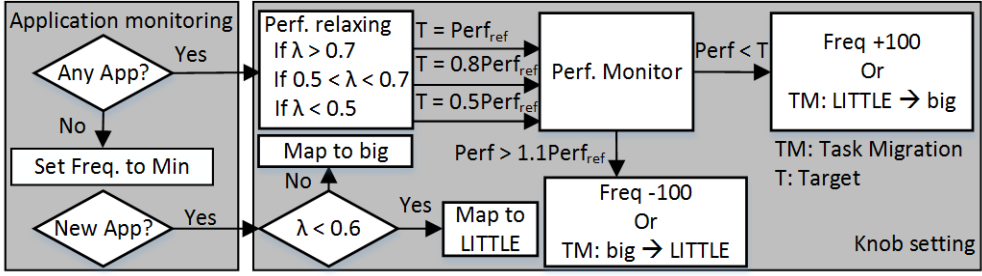 Application monitoring
Any App?
Yes
No
Set Freq. to Min
New App?
Yes
Perf. relaxing
If λ > 0.7
If 0.5 < λ < 0.7
If λ < 0.5
T = Perfref
T = 0.8Perfref
T = 0.5Perfref
Perf. Monitor
Perf < T
Freq +100
Or
TM: LITTLE → big
TM: Task Migration
T: Target
Perf > 1.1Perfref
Freq -100
Or
TM: big → LITTLE
Map to big
No
λ < 0.6
Yes
Map to
LITTLE
Knob setting